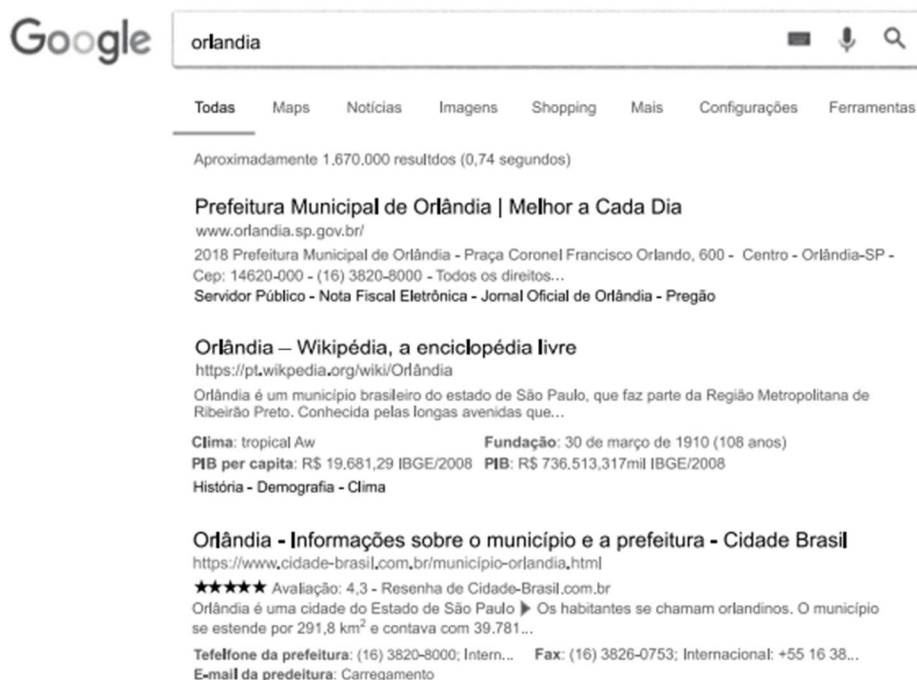 Google
orlandia
Todas Maps Notícias Imagens Shopping Mais Configurações Ferramentas
Aproximadamente 1.670.000 resultdos (0,74 segundos)
Prefeitura Municipal de Orlândia | Melhor a Cada Dia
www.orlandia.sp.gov.br/
2018 Prefeitura Municipal de Orlândia - Praça Coronel Francisco Orlando, 600 - Centro - Orlândia-SP -
Cep: 14620-000 - (16) 3820-8000 - Todos os direitos...
Servidor Público - Nota Fiscal Eletrônica - Jornal Oficial de Orlândia - Pregão
Orlândia – Wikipédia, a enciclopédia livre
https://pt.wikpedia.org/wiki/Orlândia
Orlândia é um município brasileiro do estado de São Paulo, que faz parte da Região Metropolitana de
Ribeirão Preto. Conhecida pelas longas avenidas que...
Clima: tropical Aw Fundação: 30 de março de 1910 (108 anos)
PIB per capita: R$ 19.681,29 IBGE/2008 PIB: R$ 736.513,317mil IBGE/2008
História - Demografia - Clima
Orlândia - Informações sobre o município e a prefeitura - Cidade Brasil
https://www.cidade-brasil.com.br/município-orlandia.html
★★★★★ Avaliação: 4,3 - Resenha de Cidade-Brasil.com.br
Orlândia é uma cidade do Estado de São Paulo ▶ Os habitantes se chamam orlandinos. O município
se estende por 291,8 km² e contava com 39.781...
Tefelfone da prefeitura: (16) 3820-8000; Intern... Fax: (16) 3826-0753; Internacional: +55 16 38...
E-mail da predeitura: Carregamento